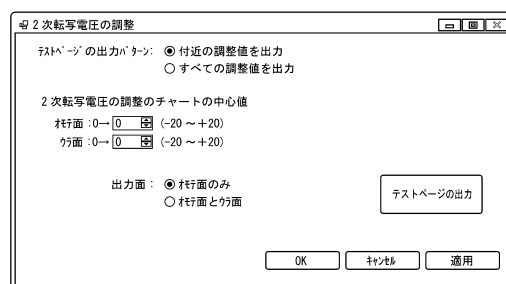 2 次転写電圧の調整
ﾃｽﾄﾍﾟｰｼﾞの出力ﾊﾟﾀｰﾝ: 付近の調整値を出力
すべての調整値を出力
2 次転写電圧の調整のチャートの中心値
ｵﾓﾃ面 :0→ 0 (-20 ～ +20)
ｳﾗ面 :0→ 0 (-20 ～ +20)
出力面 : ｵﾓﾃ面のみ
ｵﾓﾃ面とｳﾗ面
テストページの出力
OK ｷｬﾝｾﾙ 適用